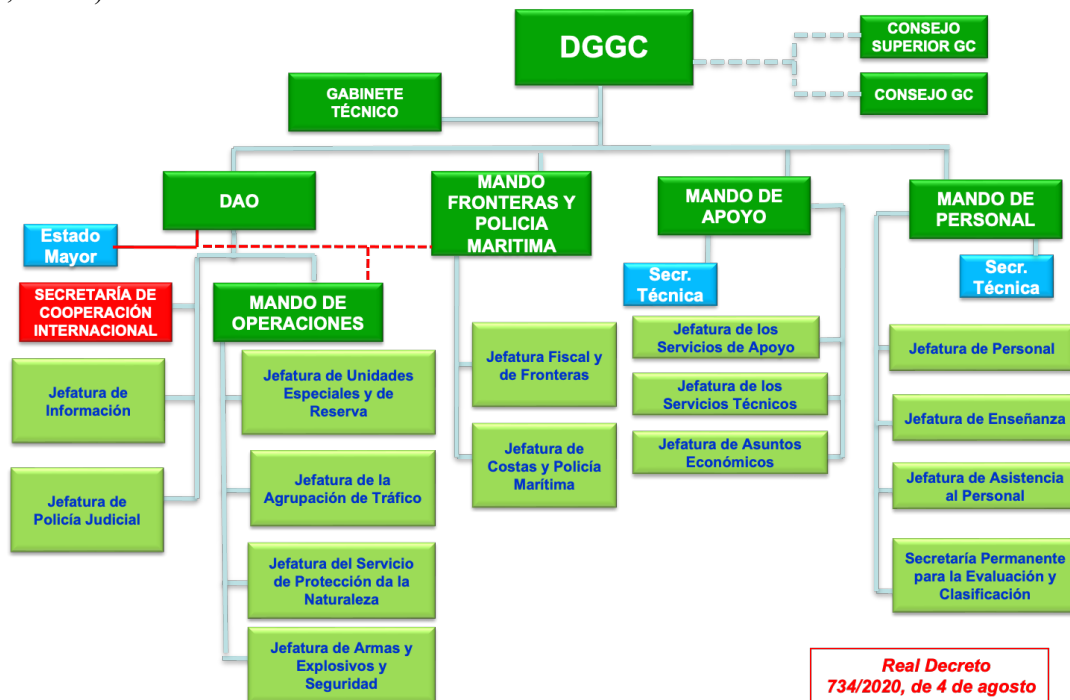 DGGC
CONSEJO
SUPERIOR GC
CONSEJO GC
GABINETE
TÉCNICO
DAO
MANDO
FRONTERAS Y
POLICIA
MARITIMA
MANDO DE
APOYO
MANDO DE
PERSONAL
Estado
Mayor
Secr.
Técnica
Secr.
Técnica
SECRETARÍA DE
COOPERACIÓN
INTERNACIONAL
MANDO DE
OPERACIONES
Jefatura de
Información
Jefatura de
Policía Judicial
Jefatura de Unidades
Especiales y de
Reserva
Jefatura de la
Agrupación de Tráfico
Jefatura del Servicio
de Protección da la
Naturaleza
Jefatura de Armas y
Explosivos y
Seguridad
Jefatura Fiscal y
de Fronteras
Jefatura de
Costas y Policía
Marítima
Jefatura de los
Servicios de Apoyo
Jefatura de los
Servicios Técnicos
Jefatura de Asuntos
Económicos
Jefatura de Personal
Jefatura de Enseñanza
Jefatura de Asistencia
al Personal
Secretaría Permanente
para la Evaluación y
Clasificación
Real Decreto
734/2020, de 4 de agosto